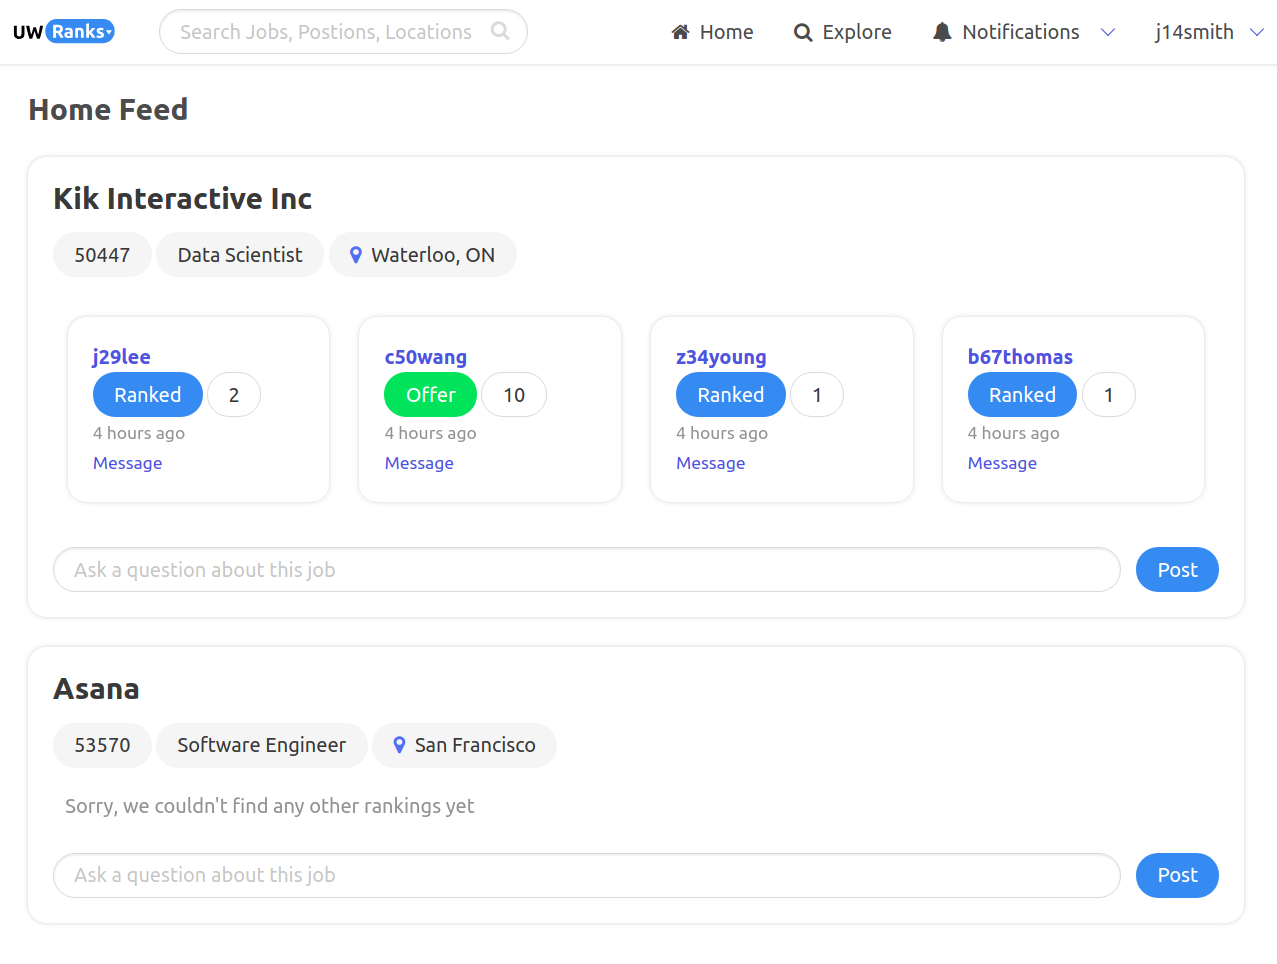 UW Ranks Search Jobs, Postions, Locations Home Explore Notifications j14smith
Home Feed
Kik Interactive Inc
50447 Data Scientist Waterloo, ON
j29lee c50wang z34young b67thomas
Ranked 2 Offer 10 Ranked 1 Ranked 1
4 hours ago 4 hours ago 4 hours ago 4 hours ago
Message Message Message Message
Ask a question about this job Post
Asana
53570 Software Engineer San Francisco
Sorry, we couldn't find any other rankings yet
Ask a question about this job Post